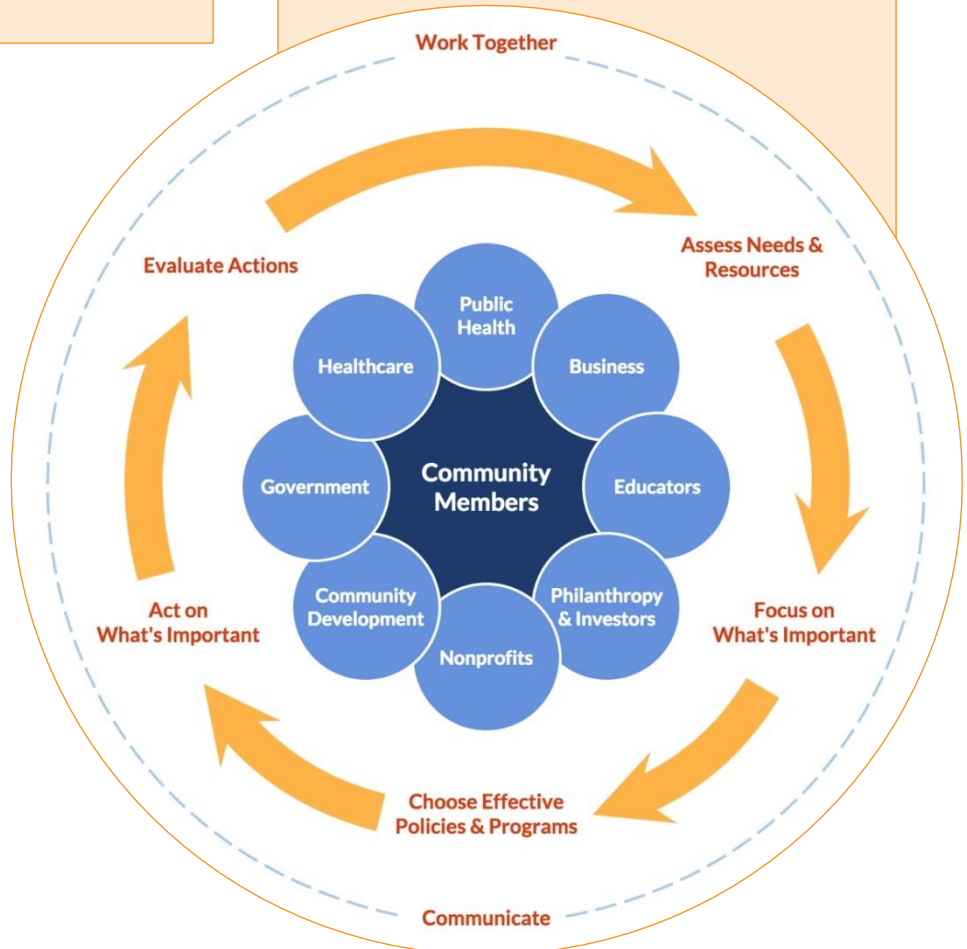 Work Together
Assess Needs &
Resources
Focus on
What's Important
Choose Effective
Policies & Programs
Act on
What's Important
Evaluate Actions
Communicate
Public
Health
Business
Educators
Philanthropy
& Investors
Nonprofits
Community
Development
Government
Healthcare
Community
Members